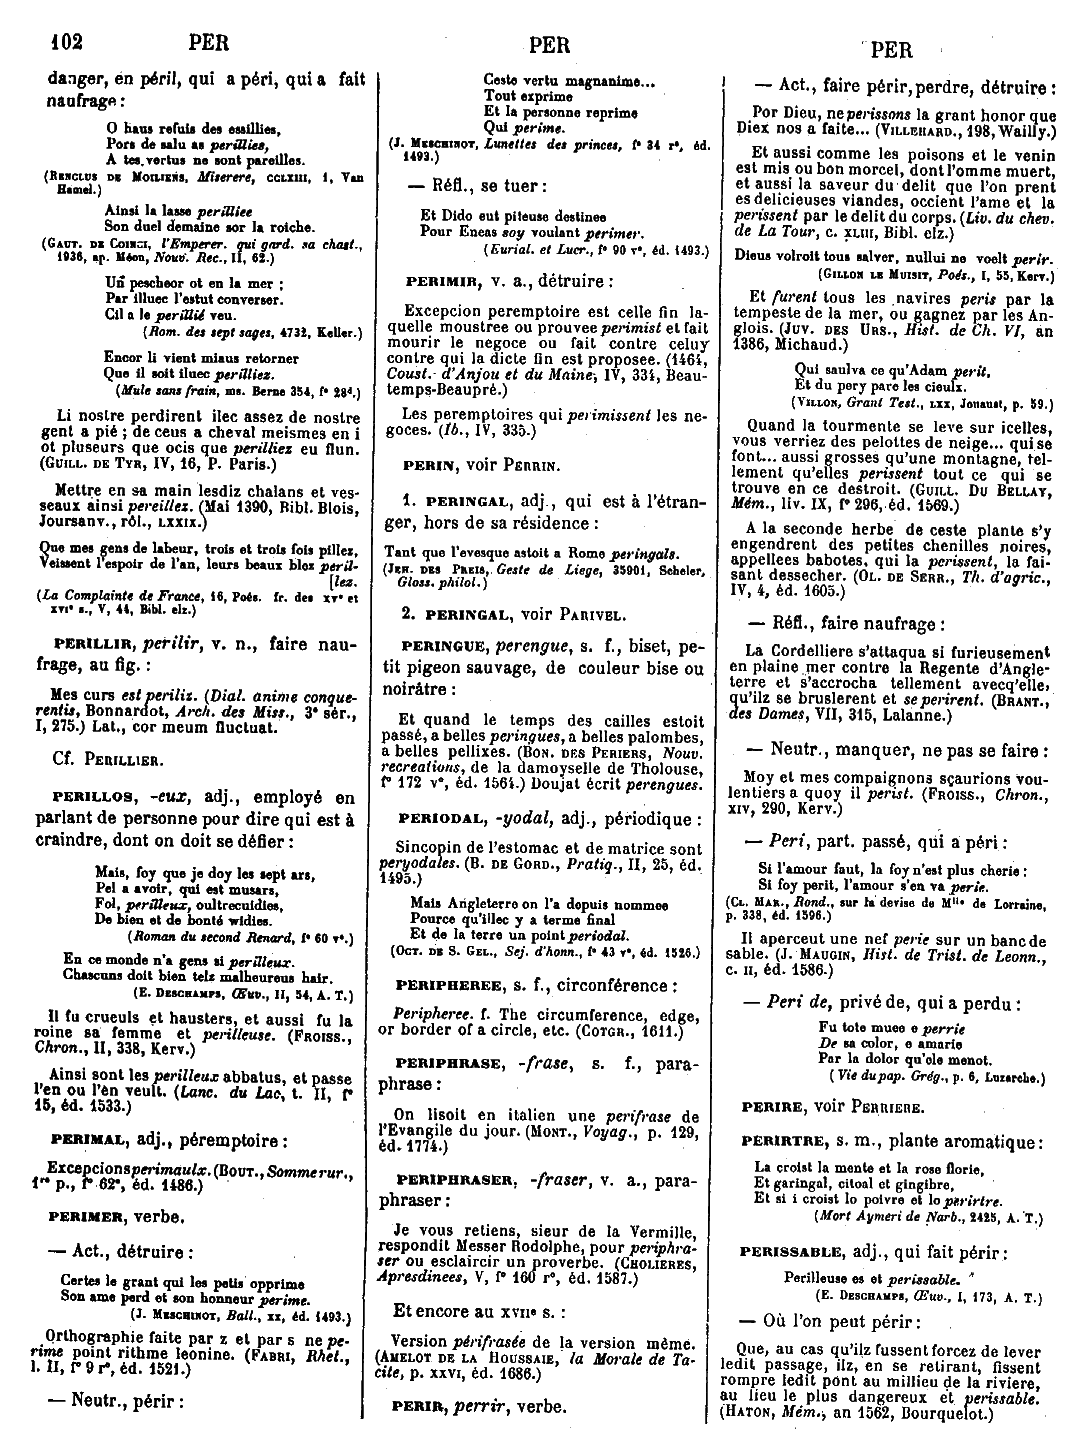 102 PER PER PER
danger, en péril, qui a péri, qui a fait
naufrage :
O haus refuis des essillies,
Pors de salu as perillies,
A tes vertus ne sont pareilles.
(RENCLUS DE MOILIENS, Miserere, CCLXIII, 1, Van
Hamel.)
Ainsi la lasse perilliee
Son duel demaine sor la roiche.
(GAUT. DE COINCI, l'Emperer. qui gard. sa chast.,
1936, ap. Méon, Nouv. Rec., II, 62.)
Un pescheor ot en la mer ;
Par illuec l'estut converser.
Cil a le perillié veu.
(Rom. des sept sages, 4732, Keller.)
Encor li vient miaus retorner
Que il soit iluec perilliez.
(Mule sans frain, ms. Berne 354, f° 28d.)
Li nostre perdirent ilec assez de nostre
gent a pié ; de ceus a cheval meismes en i
ot pluseurs que ocis que perilliez eu flun.
(GUILL. DE TYR, IV, 16, P. Paris.)
Mettre en sa main lesdiz chalans et ves-
seaux ainsi pereillez. (Mai 1390, Bibl. Blois,
Joursanv., rôl., LXXIX.)
Que mes gens de labeur, trois et trois fois pillez,
Veissent l'espoir de l'an, leurs beaux blez peril-
[lez.
(La Complainte de France, 16, Poés. fr. des XVe et
XVIe s., V, 44, Bibl. elz.)
PERILLIR, perilir, v. n., faire nau-
frage, au fig. :
Mes curs est periliz. (Dial. anime conque-
rentis, Bonnardot, Arch. des Miss., 3e sér.,
I, 275.) Lat., cor meum fluctuat.
Cf. PERILLIER.
PERILLOS, -eux, adj., employé en
parlant de personne pour dire qui est à
craindre, dont on doit se défier :
Mais, foy que je doy les sept ars,
Pel a avoir, qui est musars,
Fol, perilleux, oultrecuidies,
De bien et de bonté widies.
(Roman du second Renard, f° 60 v°.)
En ce monde n'a gens si perilleux.
Chascuns doit bien telz malheureus hair.
(E. DESCHAMPS, Œuv., II, 54, A. T.)
Il fu crueuls et hausters, et aussi fu la
roine sa femme et perilleuse. (FROISS.,
Chron., II, 338, Kerv.)
Ainsi sont les perilleux abbatus, et passe
l'en ou l'en veult. (Lanc. du Lac, t. II, f°
15, éd. 1533.)
PERIMAL, adj., péremptoire :
Excepcions perimaulx. (BOUT., Somme rur.,
1re p., f° 62e, éd. 1486.)
PERIMER, verbe.
— Act., détruire :
Certes le grant qui les petis opprime
Son ame perd et son honneur perime.
(J. MESCHINOT, Ball., XX, éd. 1493.)
Orthographie faite par z et par s ne pe-
rime point rithme leonine. (FABRI, Rhet.,
l. II, f° 9 r°, éd. 1521.)
— Neutr., périr :
Ceste vertu magnanime...
Tout exprime
Et la personne reprime
Qui perime.
(J. MESCHINOT, Lunettes des princes, f° 34 r°, éd.
1493.)
— Réfl., se tuer :
Et Dido eut piteuse destinee
Pour Eneas soy voulant perimer.
(Eurial. et Lucr., f° 90 v°, éd. 1493.)
PERIMIR, v. a., détruire :
Excepcion peremptoire est celle fin la-
quelle moustree ou prouvee perimist et fait
mourir le negoce ou fait contre celuy
contre qui la dicte fin est proposee. (1464,
Coust. d'Anjou et du Maine, IV, 334, Beau-
temps-Beaupré.)
Les peremptoires qui perimissent les ne-
goces. (Ib., IV, 335.)
PERIN, voir PERRIN.
1. PERINGAL, adj., qui est à l'étran-
ger, hors de sa résidence :
Tant que l'evesque astoit a Rome peringals.
(JEH. DES PREIS, Geste de Liege, 35901, Scheler,
Gloss. philol.)
2. PERINGAL, voir PARIVEL.
PERINGUE, perengue, s. f., biset, pe-
tit pigeon sauvage, de couleur bise ou
noirâtre :
Et quand le temps des cailles estoit
passé, a belles peringues, a belles palombes,
a belles pellixes. (BON. DES PERIERS, Nouv.
recreations, de la damoyselle de Tholouse,
f° 172 v°, éd. 1564.) Doujat écrit perengues.
PERIODAL, -yodal, adj., périodique :
Sincopin de l'estomac et de matrice sont
peryodales. (B. DE GORD., Pratiq., II, 25, éd.
1495.)
Mais Angleterre on l'a depuis nommee
Pource qu'illec y a terme final
Et de la terre un point periodal.
(OCT. DE S. GEL., Sej. d'honn., f° 43 v°, éd. 1526.)
PERIPHEREE, s. f., circonférence :
Peripheree. f. The circumference, edge,
or border of a circle, etc. (COTGR., 1611.)
PERIPHRASE, -frase, s. f., para-
phrase :
On lisoit en italien une perifrase de
l'Evangile du jour. (MONT., Voyag., p. 129,
éd. 1774.)
PERIPHRASER, -fraser, v. a., para-
phraser :
Je vous retiens, sieur de la Vermille,
respondit Messer Rodolphe, pour periphra-
ser ou esclaircir un proverbe. (CHOLIERES,
Apresdinees, V, f° 160 r°, éd. 1587.)
Et encore au XVIIe s. :
Version périfrasée de la version mème.
(AMELOT DE LA HOUSSAIE, la Morale de Ta-
cite, p. XXVI, éd. 1686.)
PERIR, perrir, verbe.
— Act., faire périr, perdre, détruire :
Por Dieu, ne perissons la grant honor que
Diex nos a faite... (VILLEHARD., 198, Wailly.)
Et aussi comme les poisons et le venin
est mis ou bon morcel, dont l'omme muert,
et aussi la saveur du delit que l'on prent
es delicieuses viandes, occient l'ame et la
perissent par le delit du corps. (Liv. du chev.
de La Tour, c. XLIII, Bibl. elz.)
Dieus volroit tous salver, nullui ne voelt perir.
(GILLON LE MUISIT, Poés., I, 55, Kerv.)
Et furent tous les navires peris par la
tempeste de la mer, ou gagnez par les An-
glois. (JUV. DES URS., Hist. de Ch. VI, an
1386, Michaud.)
Qui saulva ce qu'Adam perit,
Et du pery pare les cieulx.
(VILLON, Grant Test., LXX, Jouaust, p. 59.)
Quand la tourmente se leve sur icelles,
vous verriez des pelottes de neige... qui se
font... aussi grosses qu'une montagne, tel-
lement qu'elles perissent tout ce qui se
trouve en ce destroit. (GUILL. DU BELLAY,
Mém., liv. IX, f° 296, éd. 1569.)
A la seconde herbe de ceste plante s'y
engendrent des petites chenilles noires,
appellees babotes, qui la perissent, la fai-
sant dessecher. (OL. DE SERR., Th. d'agric.,
IV, 4, éd. 1605.)
— Réfl., faire naufrage :
La Cordelliere s'attaqua si furieusement
en plaine mer contre la Regente d'Angle-
terre et s'accrocha tellement avecq'elle,
qu'ilz se bruslerent et se perirent. (BRANT.,
des Dames, VII, 315, Lalanne.)
— Neutr., manquer, ne pas se faire :
Moy et mes compaignons sçaurions vou-
lentiers a quoy il perist. (FROISS., Chron.,
XIV, 290, Kerv.)
— Peri, part. passé, qui a péri :
Si l'amour faut, la foy n'est plus cherie :
Si foy perit, l'amour s'en va perie.
(CL. MAR., Rond., sur la devise de Mlle de Lorraine,
p. 338, éd. 1596.)
Il aperceut une nef perie sur un banc de
sable. (J. MAUGIN, Hist. de Trist. de Leonn.,
c. II, éd. 1586.)
— Peri de, privé de, qui a perdu :
Fu tote muee e perrie
De sa color, e amarie
Par la dolor qu'ele menot.
(Vie du pap. Grég., p. 6, Luzarche.)
PERIRE, voir PERRIERE.
PERIRTRE, s. m., plante aromatique :
La croist la mente et la rose florie,
Et garingal, citoal et gingibre,
Et si i croist lo poivre et lo perirtre.
(Mort Aymeri de Narb., 2425, A. T.)
PERISSABLE, adj., qui fait périr :
Perilleuse es et perissable.
(E. DESCHAMPS, Œuv., I, 173, A. T.)
— Où l'on peut périr :
Que, au cas qu'ilz fussent forcez de lever
ledit passage, ilz, en se retirant, fissent
rompre ledit pont au millieu de la riviere,
au lieu le plus dangereux et perissable.
(HATON, Mém., an 1562, Bourquelot.)